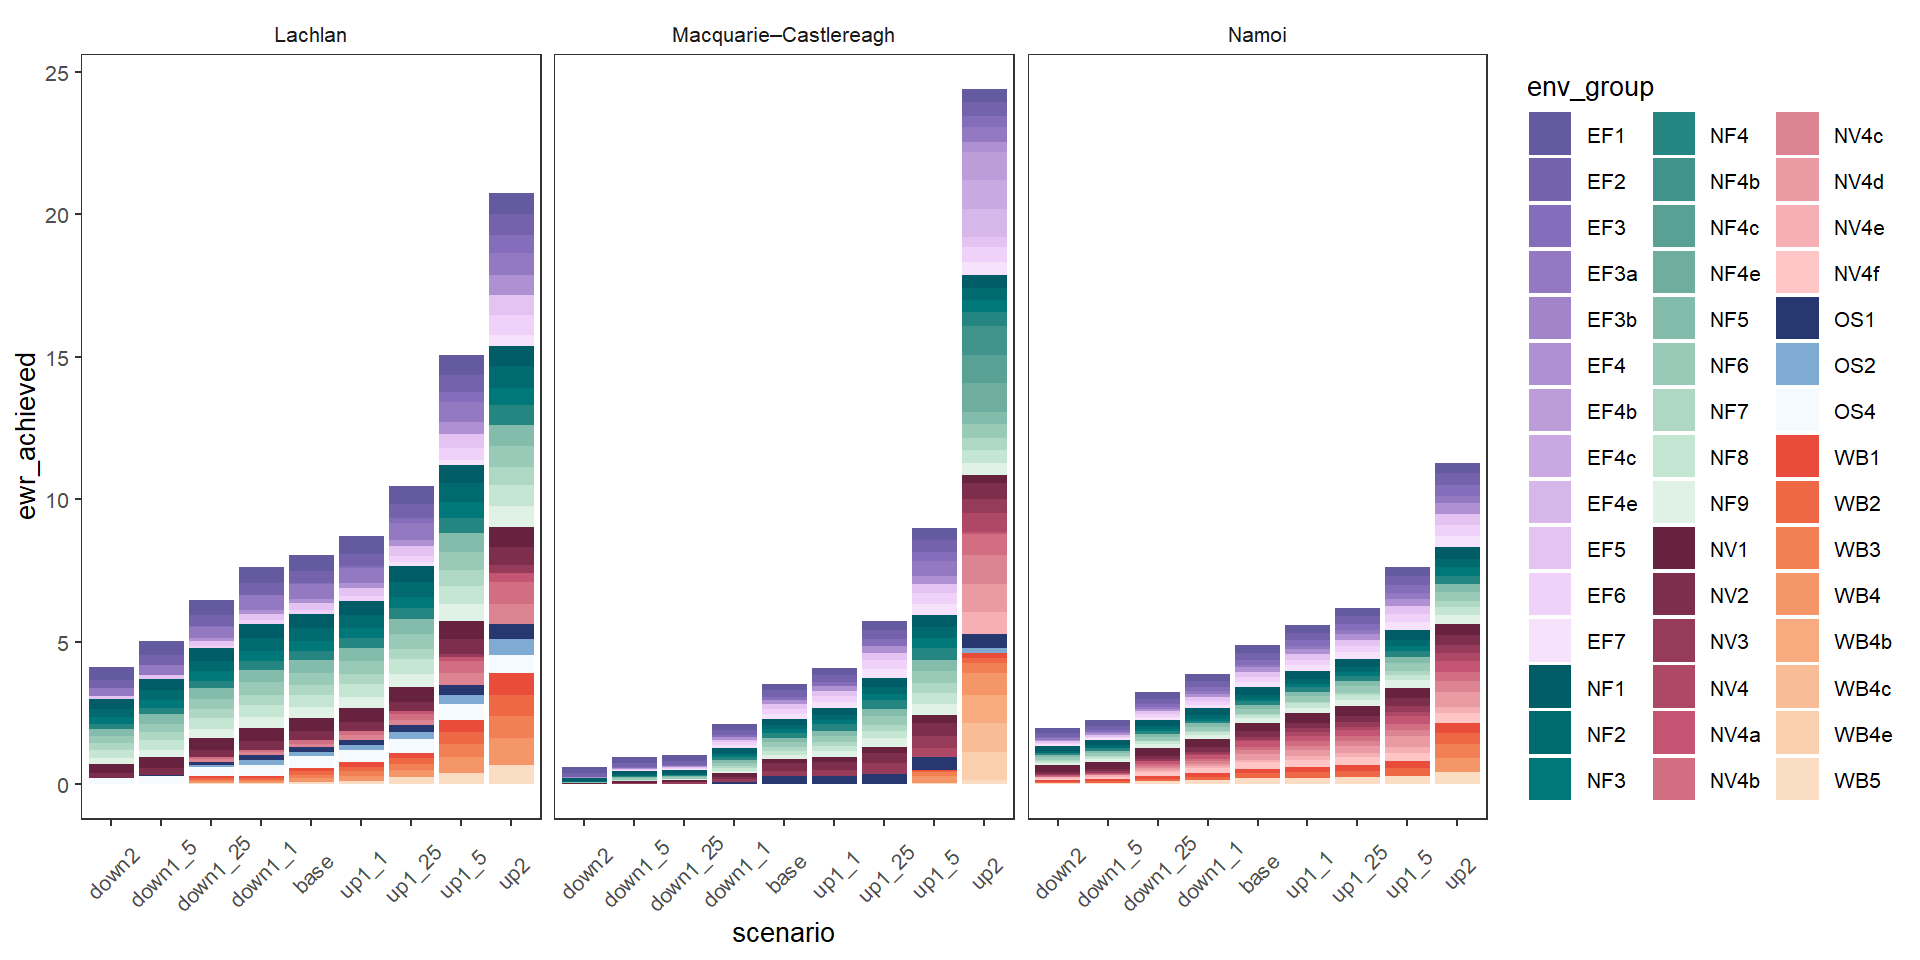 Lachlan
Macquarie–Castlereagh
Namoi
ewr_achieved
25
20
15
10
5
0
down2
down1_5
down1_25
down1_1
base
up1_1
up1_25
up1_5
up2
down2
down1_5
down1_25
down1_1
base
up1_1
up1_25
up1_5
up2
down2
down1_5
down1_25
down1_1
base
up1_1
up1_25
up1_5
up2
scenario
env_group
EF1
EF2
EF3
EF3a
EF3b
EF4
EF4b
EF4c
EF4e
EF5
EF6
EF7
NF1
NF2
NF3
NF4
NF4b
NF4c
NF4e
NF5
NF6
NF7
NF8
NF9
NV1
NV2
NV3
NV4
NV4a
NV4b
NV4c
NV4d
NV4e
NV4f
OS1
OS2
OS4
WB1
WB2
WB3
WB4
WB4b
WB4c
WB4e
WB5